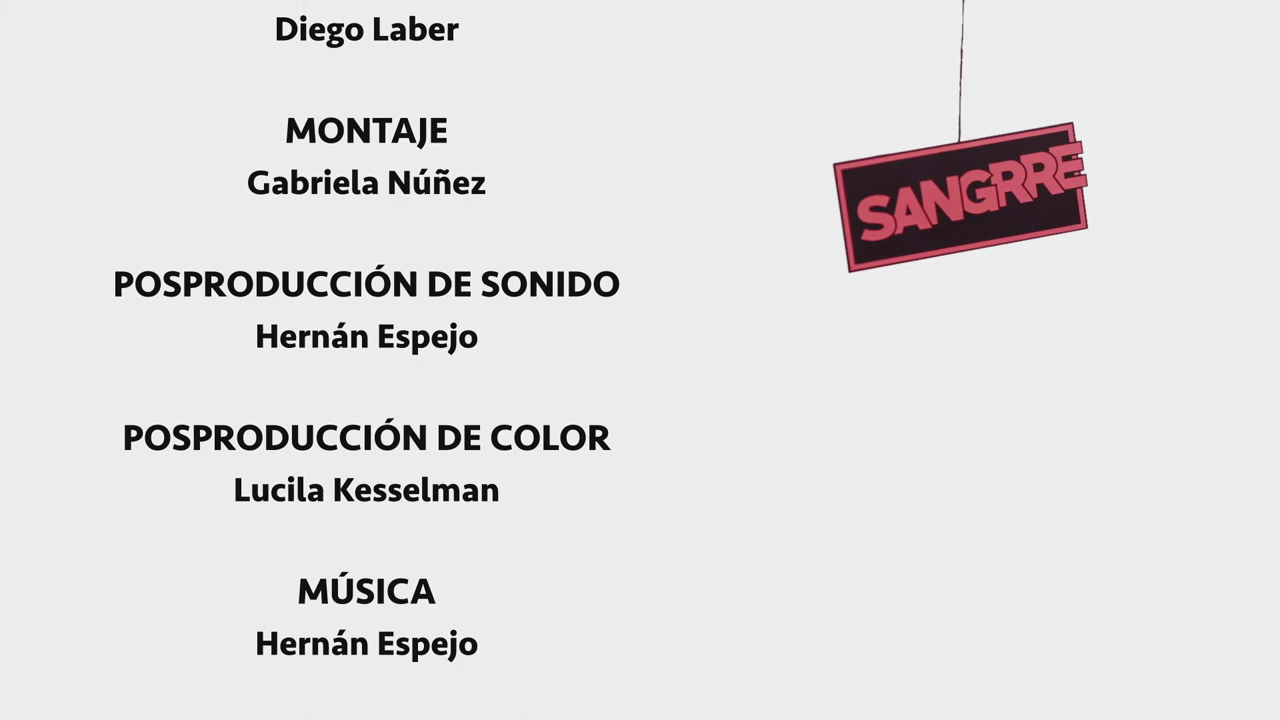 Diego Laber
MONTAJE
Gabriela Núñez
POSPRODUCCIÓN DE SONIDO
Hernán Espejo
POSPRODUCCIÓN DE COLOR
Lucila Kesselman
MÚSICA
Hernán Espejo
SANGRRE